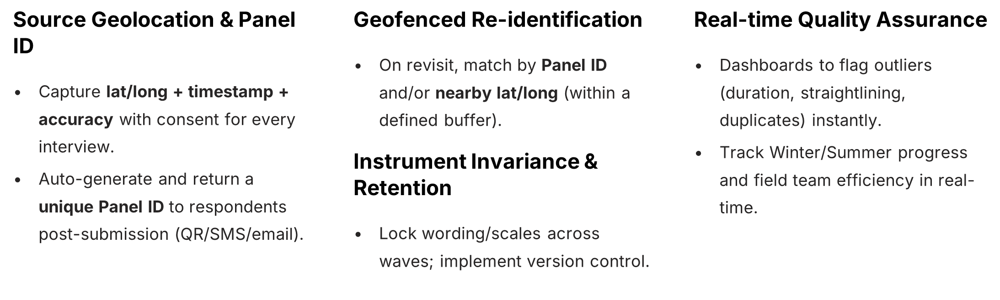 Source Geolocation & Panel
ID
• Capture lat/long + timestamp +
accuracy with consent for every
interview.
• Auto-generate and return a
unique Panel ID to respondents
post-submission (QR/SMS/email).
Geofenced Re-identification
• On revisit, match by Panel ID
and/or nearby lat/long (within a
defined buffer).
Instrument Invariance &
Retention
• Lock wording/scales across
waves; implement version control.
Real-time Quality Assurance
• Dashboards to flag outliers
(duration, straightlining,
duplicates) instantly.
• Track Winter/Summer progress
and field team efficiency in real-
time.